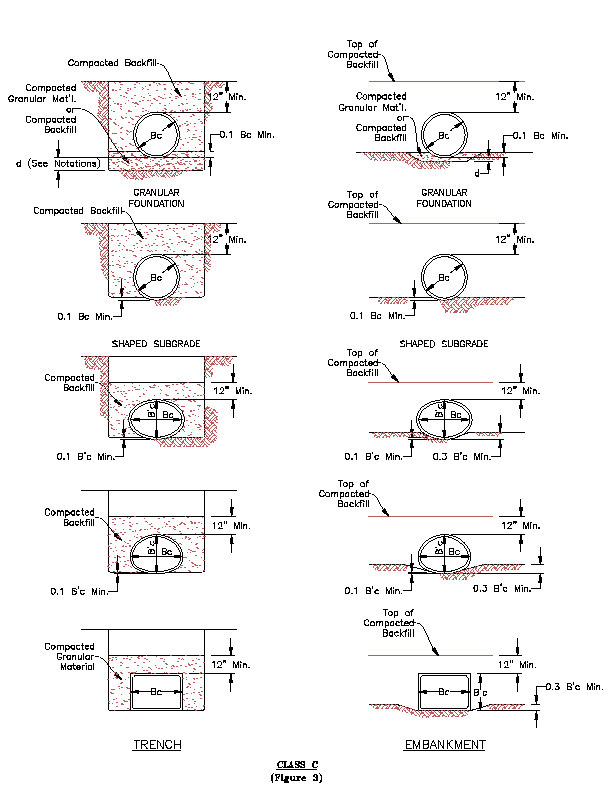 Compacted Backfill
Compacted
Granular Mat'l.
or
Compacted
Backfill
12" Min.
Bc
0.1 Bc Min.
d (See Notations)
GRANULAR
FOUNDATION
Top of
Compacted
Backfill
12" Min.
Compacted
Granular Mat'l.
or
Compacted
Backfill
Bc
0.1 Bc Min.
d
GRANULAR
FOUNDATION
Compacted Backfill
12" Min.
Bc
0.1 Bc Min.
SHAPED SUBGRADE
Top of
Compacted
Backfill
12" Min.
Bc
0.1 Bc Min.
SHAPED SUBGRADE
Compacted
Backfill
12" Min.
B'c
Bc
0.1 B'c Min.
Top of
Compacted
Backfill
12" Min.
B'c
Bc
0.1 B'c Min.
0.3 B'c Min.
Compacted
Backfill
12" Min.
B'c
Bc
0.1 B'c Min.
Top of
Compacted
Backfill
12" Min.
B'c
Bc
0.1 B'c Min.
0.3 B'c Min.
Compacted
Granular
Material
12" Min.
Bc
Top of
Compacted
Backfill
12" Min.
Bc
B'c
0.3 B'c Min.
TRENCH
EMBANKMENT
CLASS C
(Figure 3)